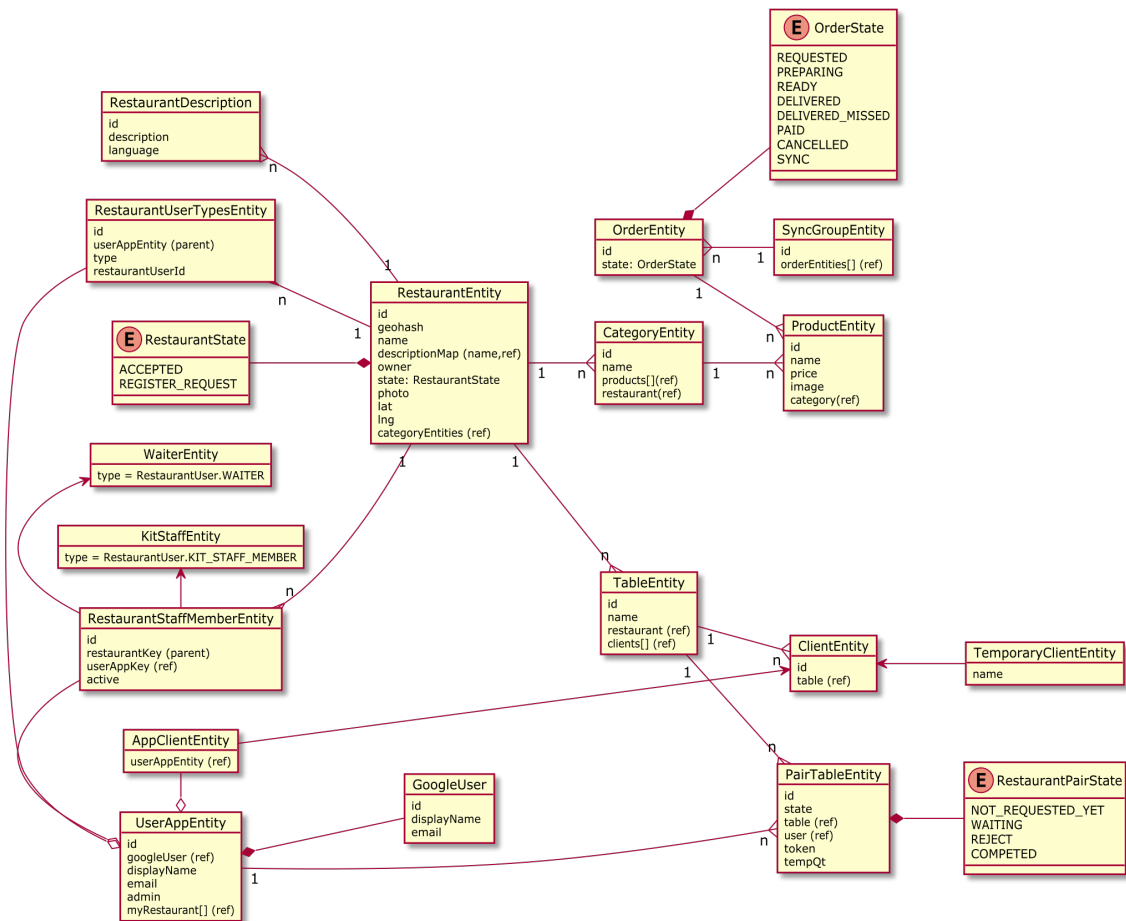 E OrderState
REQUESTED
PREPARING
READY
DELIVERED
DELIVERED_MISSED
PAID
CANCELLED
SYNC
RestaurantDescription
id
description
language
n
RestaurantUserTypesEntity
id
userAppEntity (parent)
type
restaurantUserId
n
1
1
OrderEntity
id
state: OrderState
n
1
SyncGroupEntity
id
orderEntities[] (ref)
1
n
RestaurantEntity
id
geohash
name
descriptionMap (name,ref)
owner
state: RestaurantState
photo
lat
lng
categoryEntities (ref)
E RestaurantState
ACCEPTED
REGISTER_REQUEST
1
n
CategoryEntity
id
name
products[](ref)
restaurant(ref)
1
n
ProductEntity
id
name
price
image
category(ref)
WaiterEntity
type = RestaurantUser.WAITER
1
1
KitStaffEntity
type = RestaurantUser.KIT_STAFF_MEMBER
n
n
RestaurantStaffMemberEntity
id
restaurantKey (parent)
userAppKey (ref)
active
TableEntity
id
name
restaurant (ref)
clients[] (ref)
1
n
1
ClientEntity
id
table (ref)
TemporaryClientEntity
name
AppClientEntity
userAppEntity (ref)
n
GoogleUser
id
displayName
email
PairTableEntity
id
state
table (ref)
user (ref)
token
tempQt
E RestaurantPairState
NOT_REQUESTED_YET
WAITING
REJECT
COMPETED
UserAppEntity
id
googleUser (ref)
displayName
email
admin
myRestaurant[] (ref)
1
n